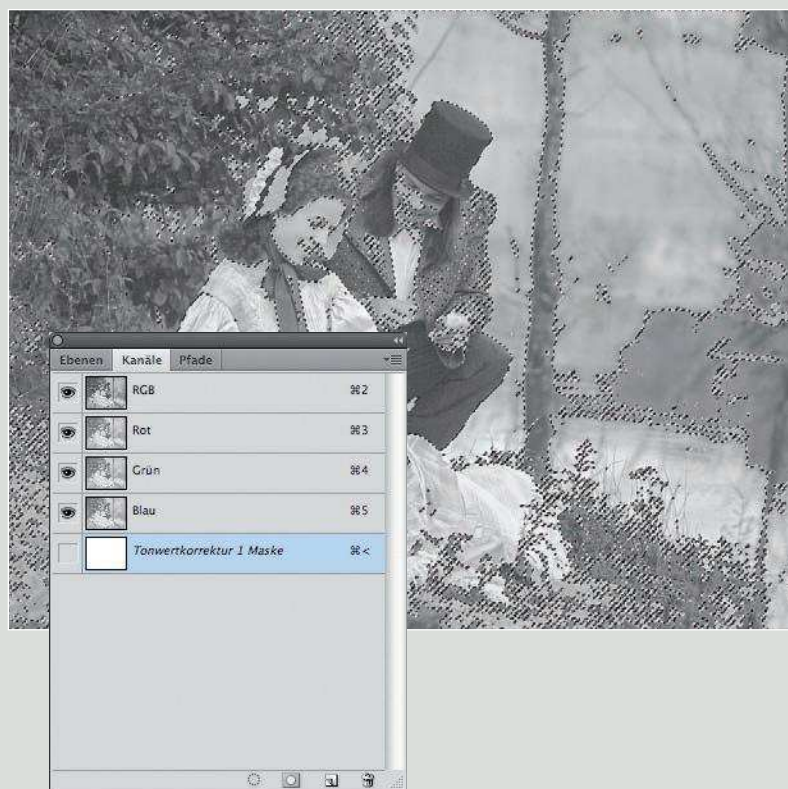 Ebenen Kanäle Pfade
RGB ⌘2
Rot ⌘3
Grün ⌘4
Blau ⌘5
Tonwertkorrektur 1 Maske ⌘<